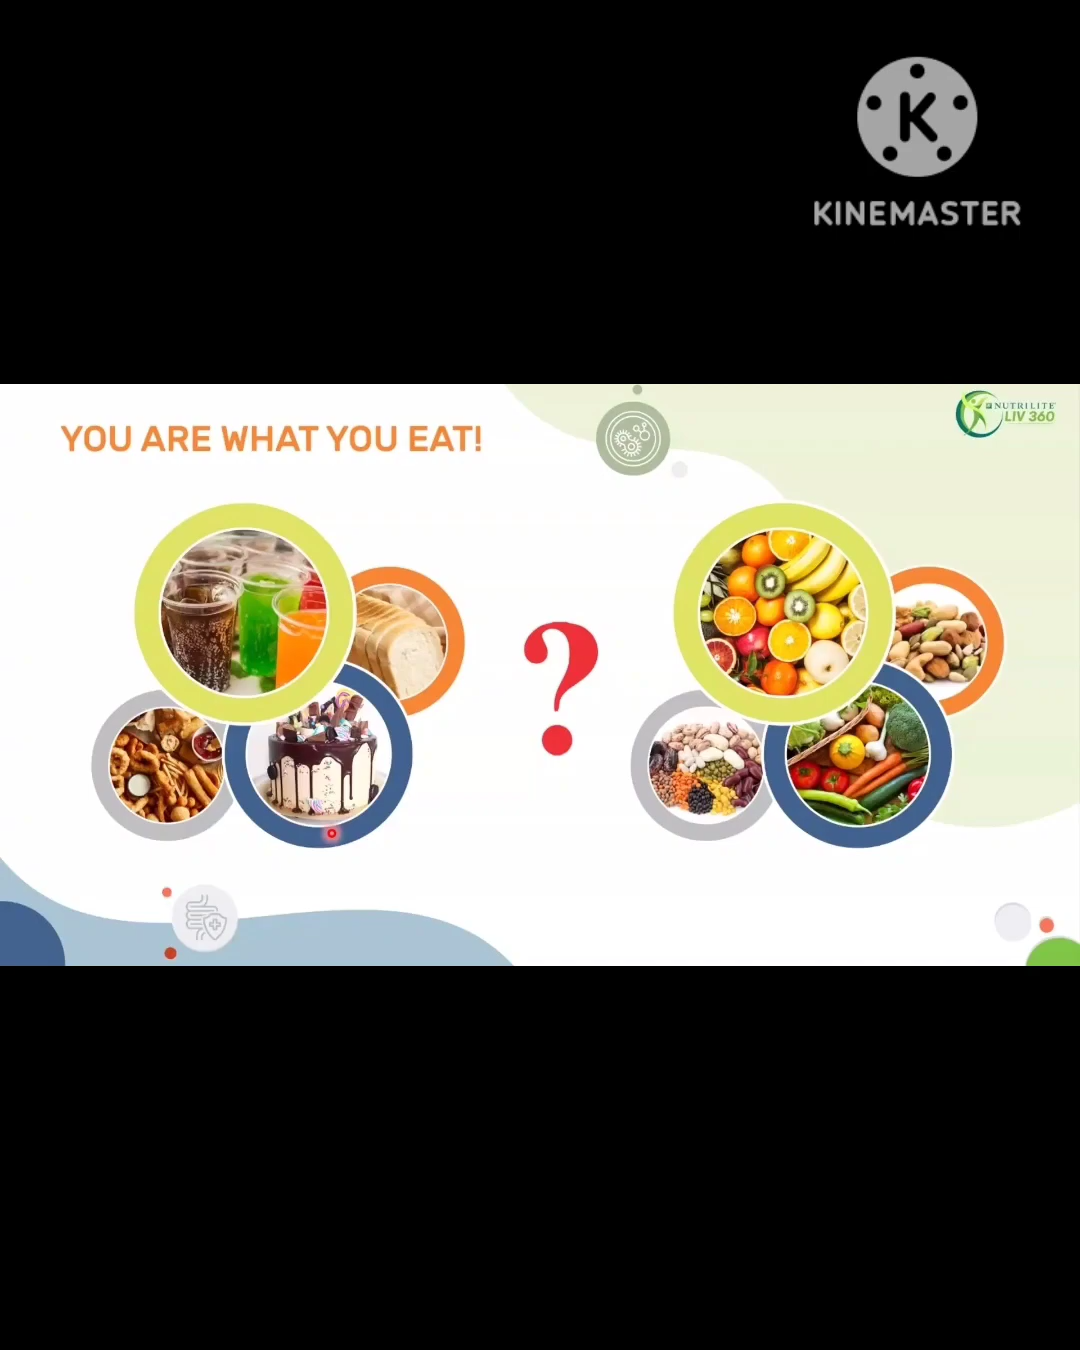 K
KINEMASTER
YOU ARE WHAT YOU EAT!
NUTRILITE
LIV 360
?